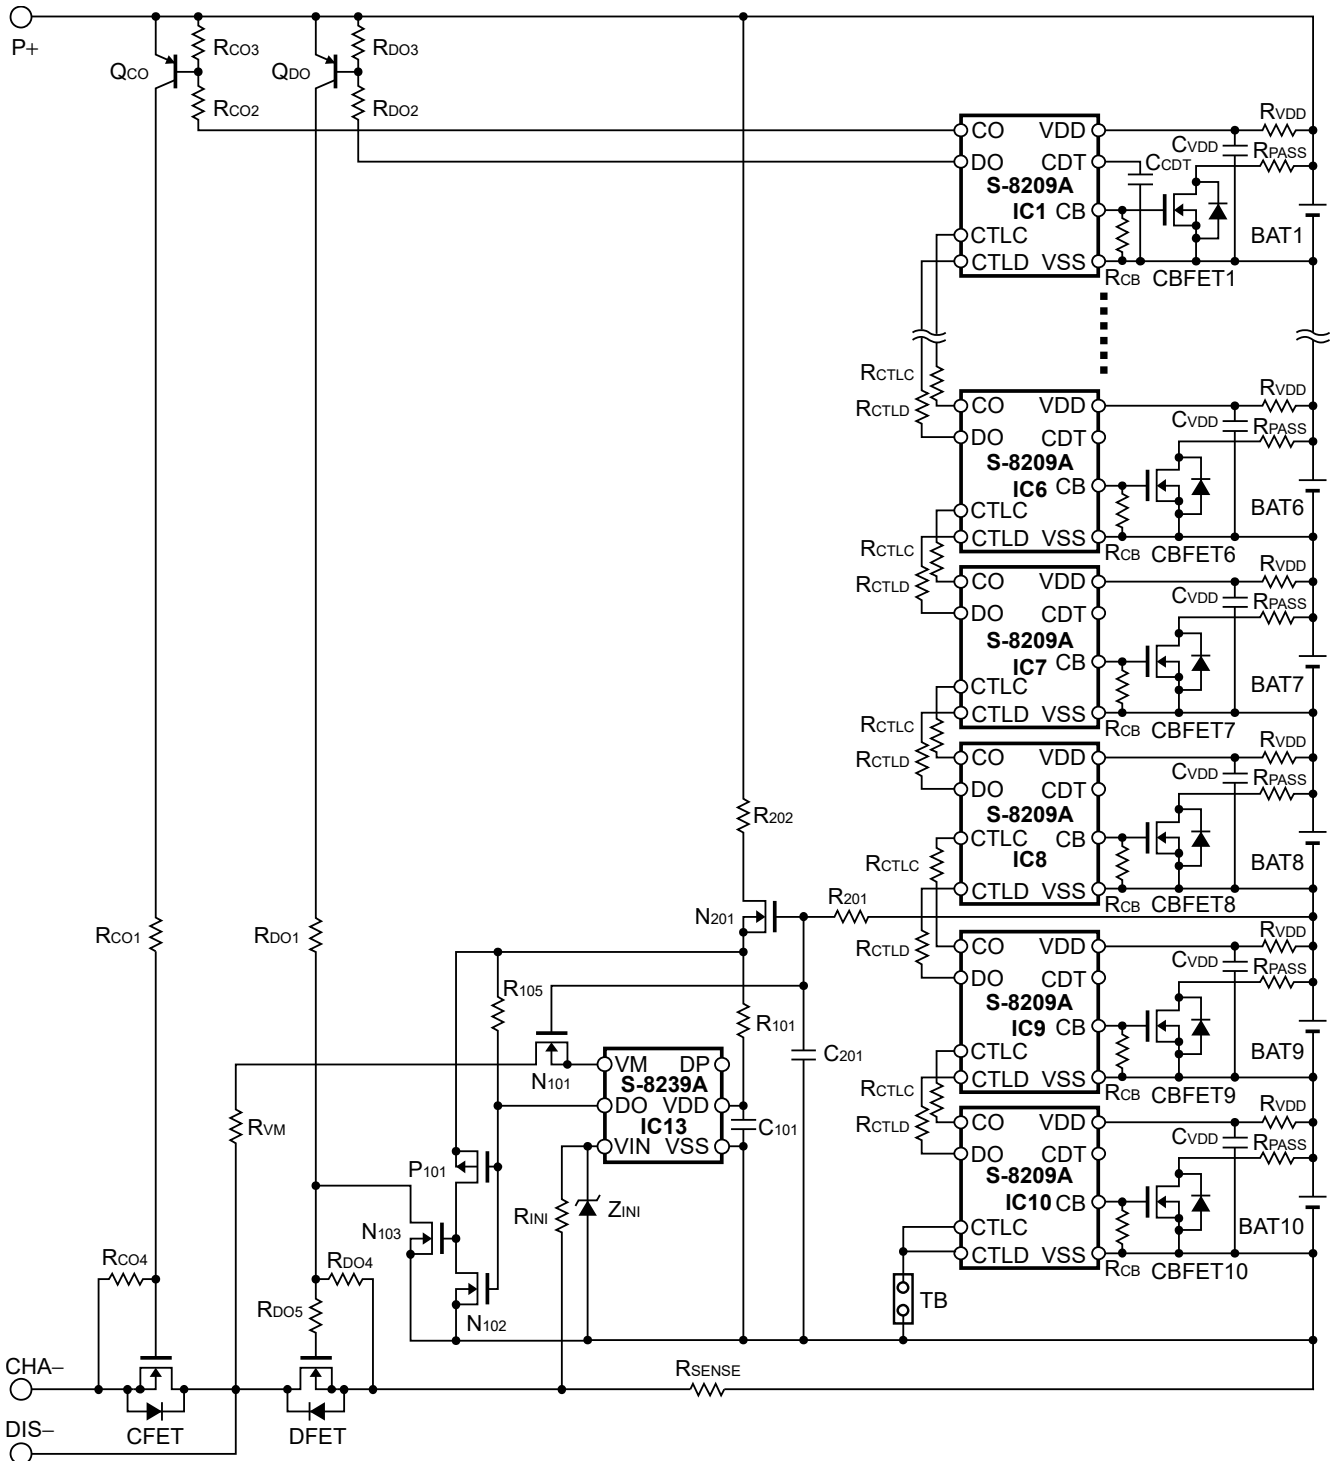 P+
RCO3
RDO3
QCO
QDO
RCO2
RDO2
CO VDD
DO CDT
S-8209A
IC1 CB
CTLC
CTLD VSS
RVDD
CVDD
RPASS
CCDT
BAT1
RCB CBFET1
RCTLC
RCTLD
CO VDD
DO CDT
S-8209A
IC6 CB
CTLC
CTLD VSS
RVDD
CVDD
RPASS
BAT6
RCB CBFET6
RCTLC
RCTLD
CO VDD
DO CDT
S-8209A
IC7 CB
CTLC
CTLD VSS
RVDD
CVDD
RPASS
BAT7
RCB CBFET7
RCTLC
RCTLD
CO VDD
DO CDT
S-8209A
CTLC CB
IC8
CTLD VSS
RVDD
CVDD
RPASS
BAT8
RCB CBFET8
R202
RCTLC
R201
N201
RCO1
RDO1
RCTLD
CO VDD
DO CDT
S-8209A
IC9 CB
CTLC
CTLD VSS
RVDD
CVDD
RPASS
BAT9
RCB CBFET9
R105
R101
C201
N101
VM DP
S-8239A
DO VDD
IC13
VIN VSS
C101
RVM
RCTLC
RCTLD
CO VDD
DO CDT
S-8209A
IC10 CB
CTLC
CTLD VSS
RVDD
CVDD
RPASS
BAT10
RCB CBFET10
P101
RINI
ZINI
N103
RCO4
RDO4
RDO5
N102
TB
CHA–
RSENSE
DIS–
CFET
DFET